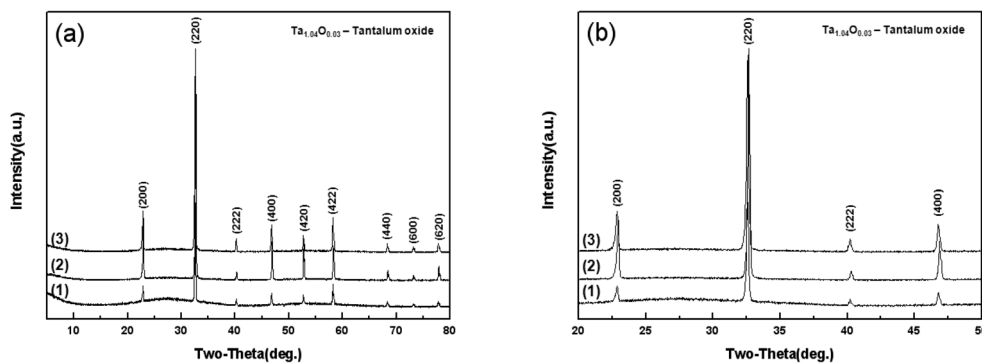 (a)
Ta1.04O0.03 – Tantalum oxide
(220)
(200)
(222)
(400)
(420)
(422)
(440)
(600)
(620)
(3)
(2)
(1)
Intensity(a.u.)
10 20 30 40 50 60 70 80
Two-Theta(deg.)
(b)
Ta1.04O0.03 – Tantalum oxide
(220)
(200)
(222)
(400)
(3)
(2)
(1)
Intensity(a.u.)
20 25 30 35 40 45 50
Two-Theta(deg.)